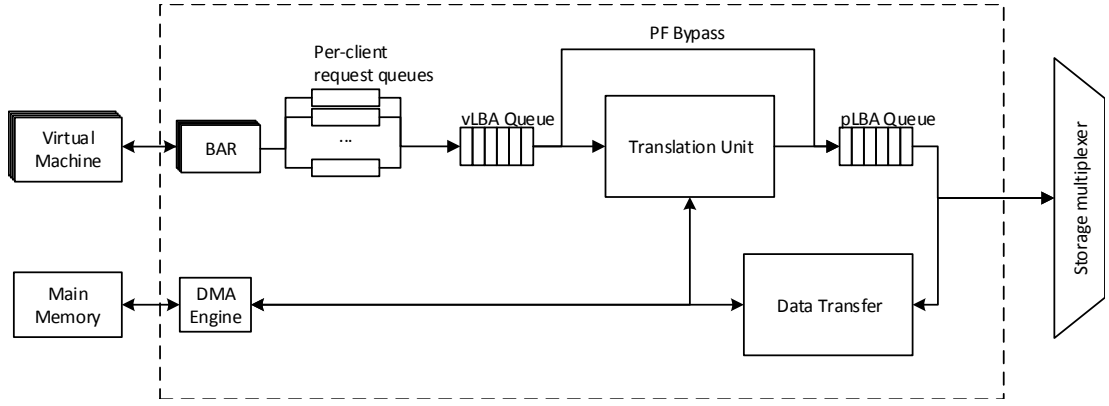 PF Bypass
Per-client
request queues
vLBA Queue
pLBA Queue
Virtual
Machine
BAR
...
Translation Unit
Storage multiplexer
Main
Memory
DMA
Engine
Data Transfer